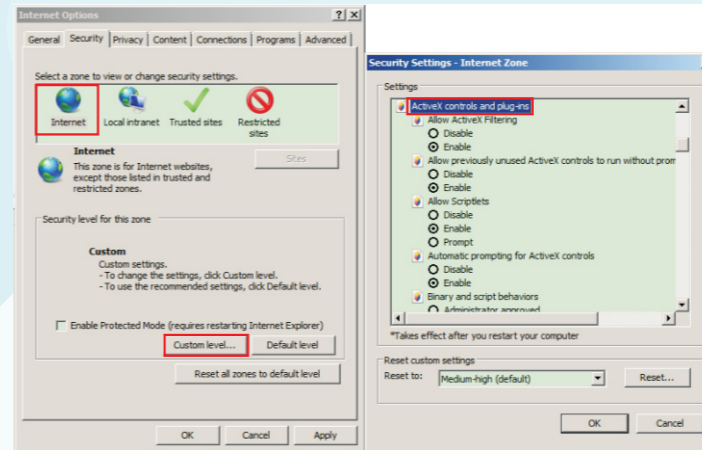 Internet Options
General Security Privacy Content Connections Programs Advanced
Select a zone to view or change security settings.
Internet Local intranet Trusted sites Restricted
sites
Internet
This zone is for Internet websites,
except those listed in trusted and
restricted zones.
Sites
Security level for this zone
Custom
Custom settings.
- To change the settings, click Custom level.
- To use the recommended settings, click Default level.
Enable Protected Mode (requires restarting Internet Explorer)
Custom level... Default level
Reset all zones to default level
OK Cancel Apply
Security Settings - Internet Zone
Settings
ActiveX controls and plug-ins
Allow ActiveX Filtering
Disable
Enable
Allow previously unused ActiveX controls to run without prom
Disable
Enable
Allow Scriptlets
Disable
Enable
Prompt
Automatic prompting for ActiveX controls
Disable
Enable
Binary and script behaviors
Administrator approved
*Takes effect after you restart your computer
Reset custom settings
Reset to: Medium-high (default) Reset...
OK Cancel